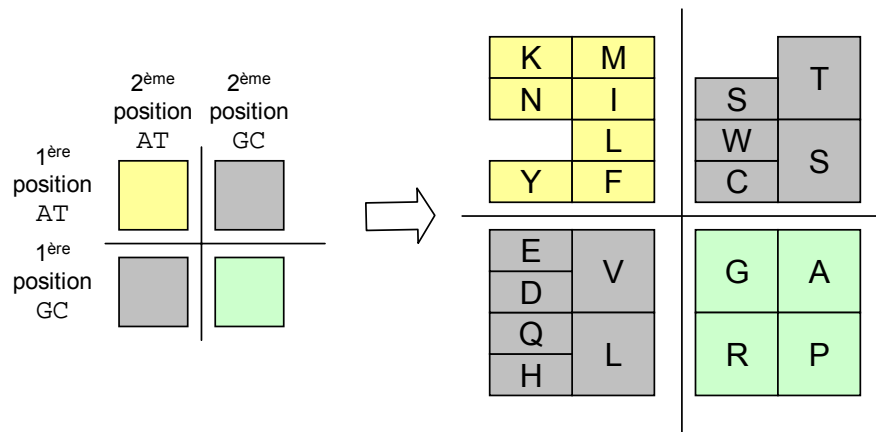 2ème
position
AT
2ème
position
GC
1ère
position
AT
1ère
position
GC
K M
N I
L
Y F
T
S
W
C
S
E
D
Q
H
V
L
G A
R P